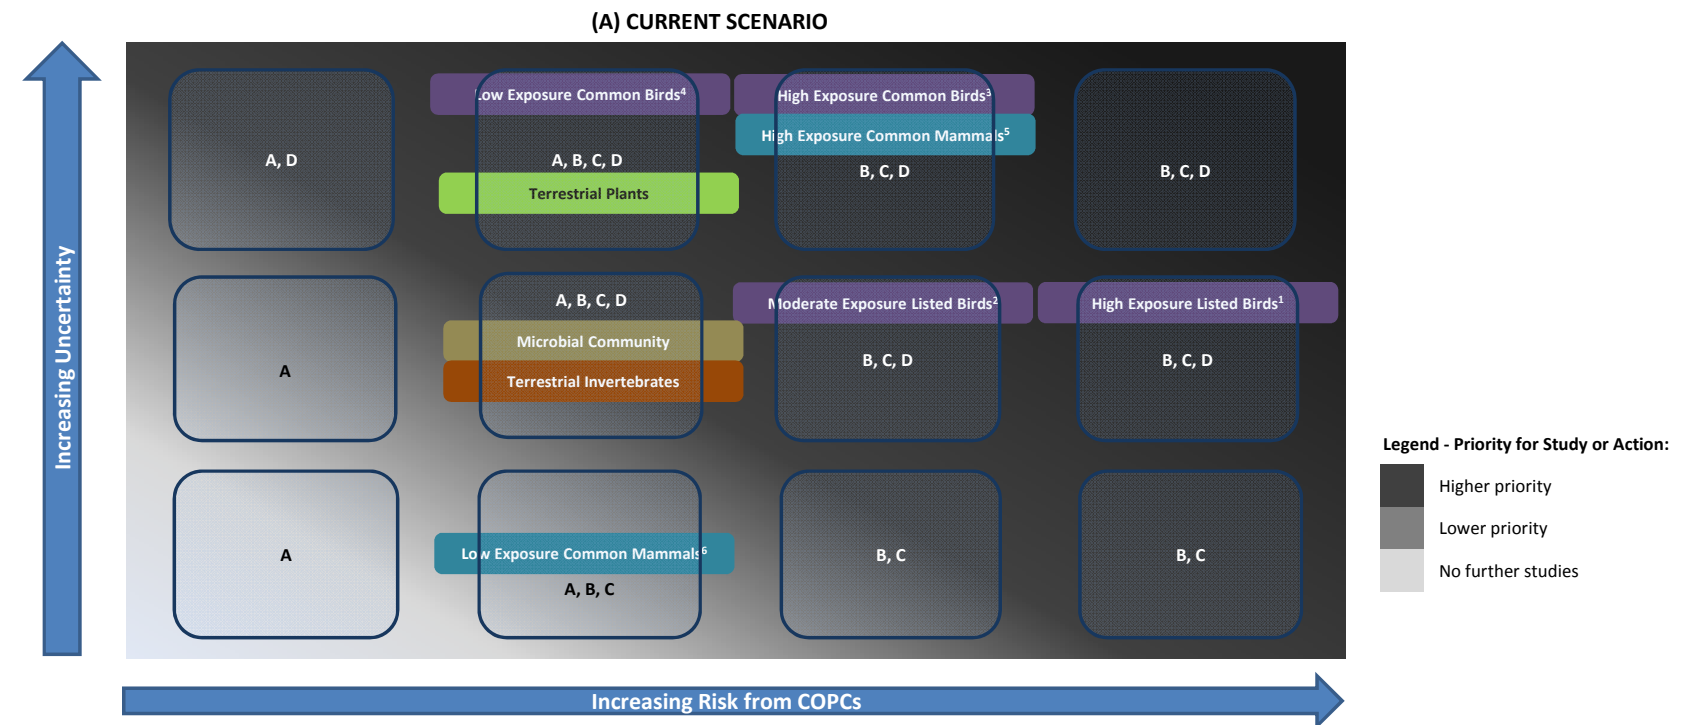 (A) CURRENT SCENARIO
Increasing Uncertainty
A, D
Low Exposure Common Birds⁴
A, B, C, D
Terrestrial Plants
High Exposure Common Birds³
High Exposure Common Mammals⁵
B, C, D
B, C, D
A
A, B, C, D
Microbial Community
Terrestrial Invertebrates
Moderate Exposure Listed Birds²
B, C, D
High Exposure Listed Birds¹
B, C, D
A
Low Exposure Common Mammals⁶
A, B, C
B, C
B, C
Increasing Risk from COPCs
Legend - Priority for Study or Action:
Higher priority
Lower priority
No further studies